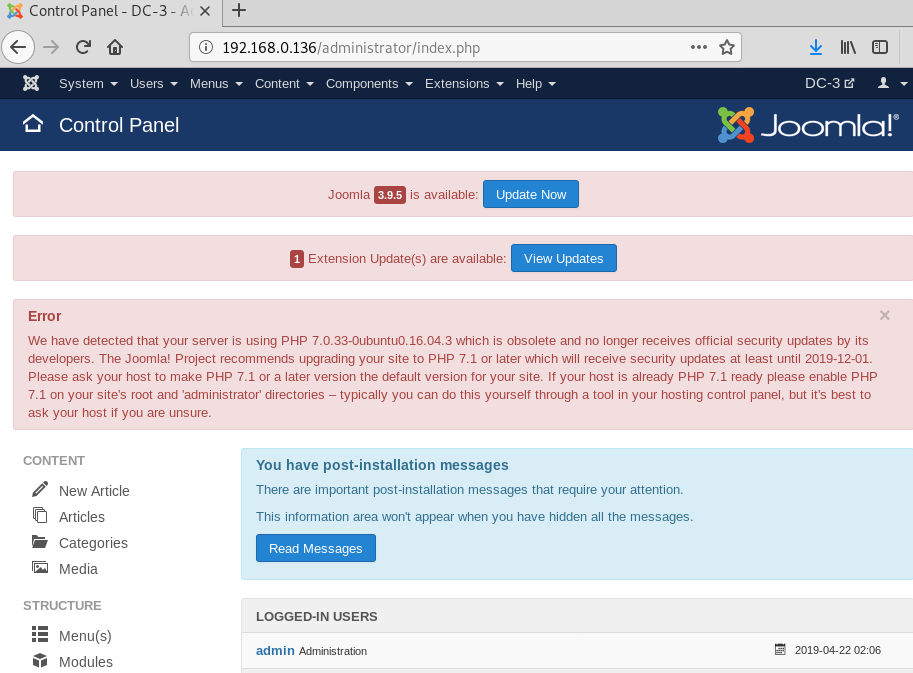 Control Panel - DC-3 - Ad
192.168.0.136/administrator/index.php
System Users Menus Content Components Extensions Help DC-3
Control Panel Joomla!®
Joomla 3.9.5 is available: Update Now
1 Extension Update(s) are available: View Updates
Error
We have detected that your server is using PHP 7.0.33-0ubuntu0.16.04.3 which is obsolete and no longer receives official security updates by its
developers. The Joomla! Project recommends upgrading your site to PHP 7.1 or later which will receive security updates at least until 2019-12-01.
Please ask your host to make PHP 7.1 or a later version the default version for your site. If your host is already PHP 7.1 ready please enable PHP
7.1 on your site's root and 'administrator' directories – typically you can do this yourself through a tool in your hosting control panel, but it's best to
ask your host if you are unsure.
CONTENT
New Article
Articles
Categories
Media
STRUCTURE
Menu(s)
Modules
You have post-installation messages
There are important post-installation messages that require your attention.
This information area won't appear when you have hidden all the messages.
Read Messages
LOGGED-IN USERS
admin Administration 2019-04-22 02:06